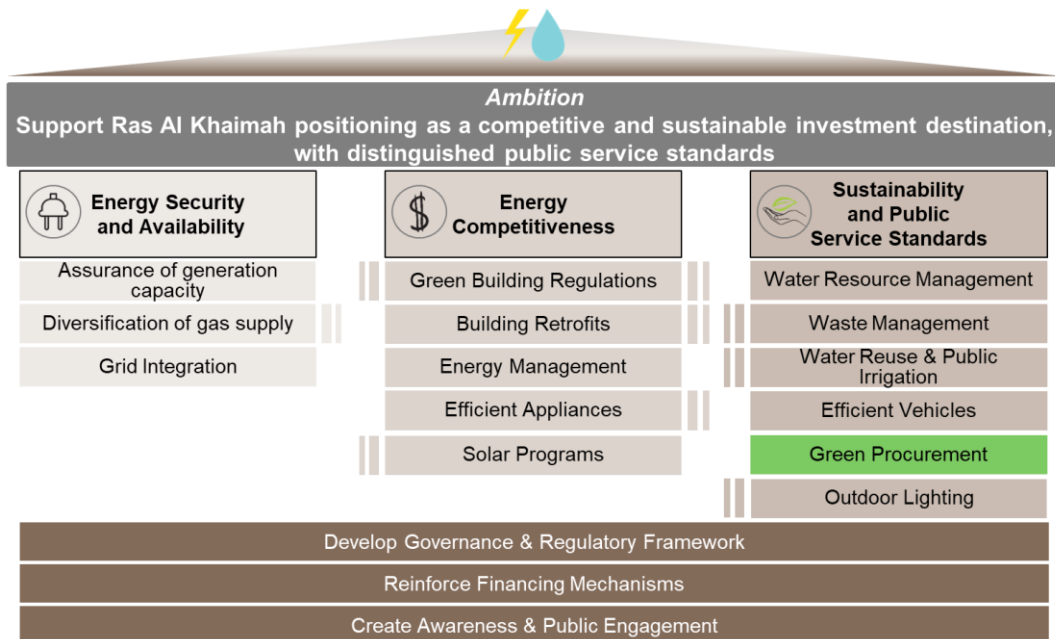 Ambition
Support Ras Al Khaimah positioning as a competitive and sustainable investment destination,
with distinguished public service standards
Energy Security
and Availability
Assurance of generation
capacity
Diversification of gas supply
Grid Integration
$
Energy
Competitiveness
Green Building Regulations
Building Retrofits
Energy Management
Efficient Appliances
Solar Programs
Sustainability
and Public
Service Standards
Water Resource Management
Waste Management
Water Reuse & Public
Irrigation
Efficient Vehicles
Green Procurement
Outdoor Lighting
Develop Governance & Regulatory Framework
Reinforce Financing Mechanisms
Create Awareness & Public Engagement